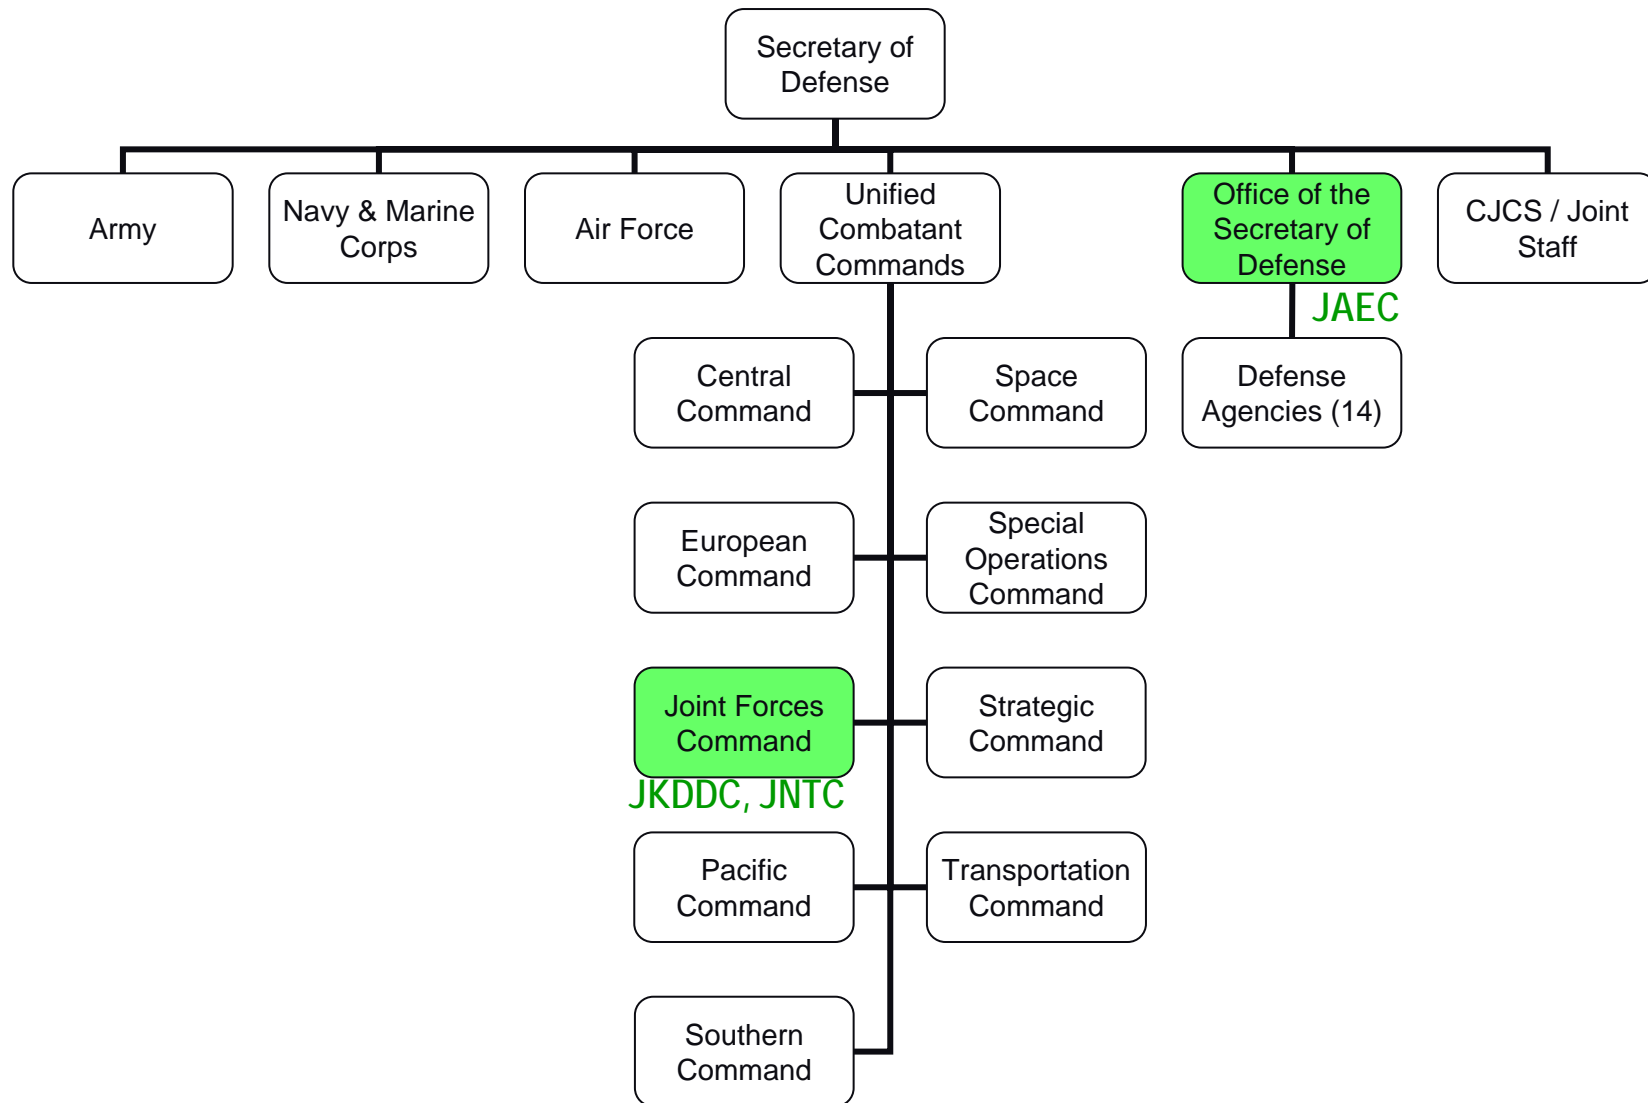 Secretary of
Defense
Army
Navy & Marine
Corps
Air Force
Unified
Combatant
Commands
Office of the
Secretary of
Defense
CJCS / Joint
Staff
JAEC
Central
Command
Space
Command
Defense
Agencies (14)
European
Command
Special
Operations
Command
Joint Forces
Command
Strategic
Command
JKDDC, JNTC
Pacific
Command
Transportation
Command
Southern
Command